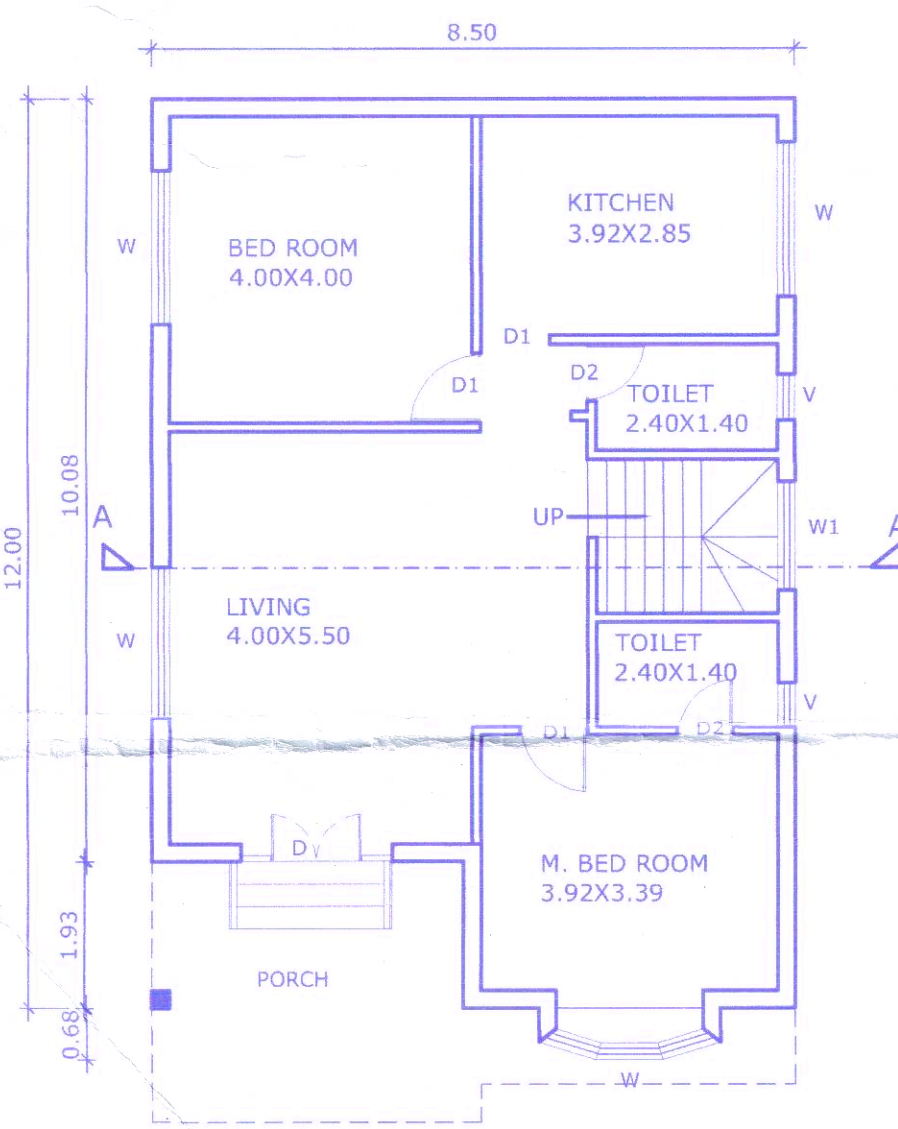 8.50
KITCHEN
3.92X2.85
W
W
BED ROOM
4.00X4.00
D1
D1
D2
TOILET
2.40X1.40
V
10.08
12.00
A
UP
W1
A
LIVING
4.00X5.50
W
TOILET
2.40X1.40
V
D1
D2
D
M. BED ROOM
3.92X3.39
1.93
PORCH
0.68
W